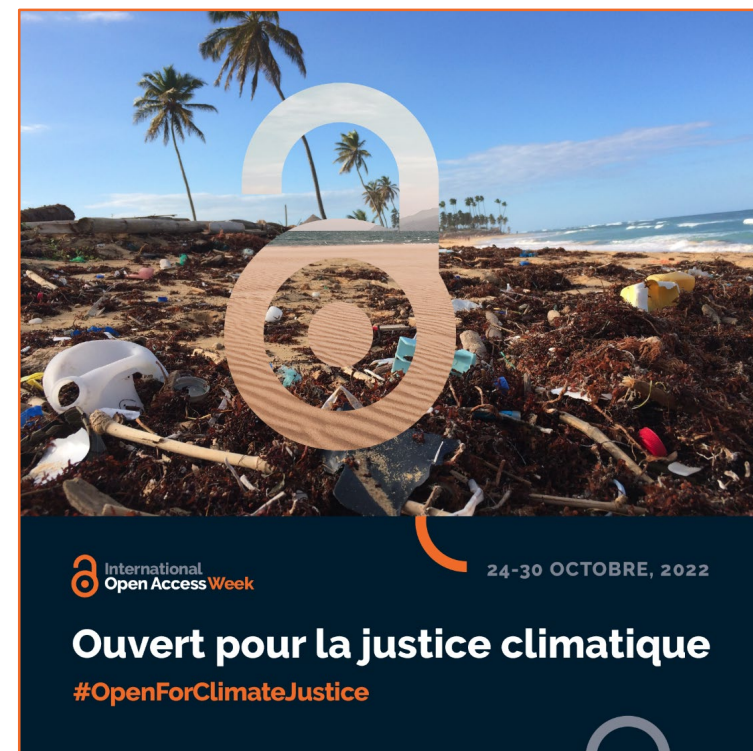 International
Open Access Week
24-30 OCTOBRE, 2022
Ouvert pour la justice climatique
#OpenForClimateJustice